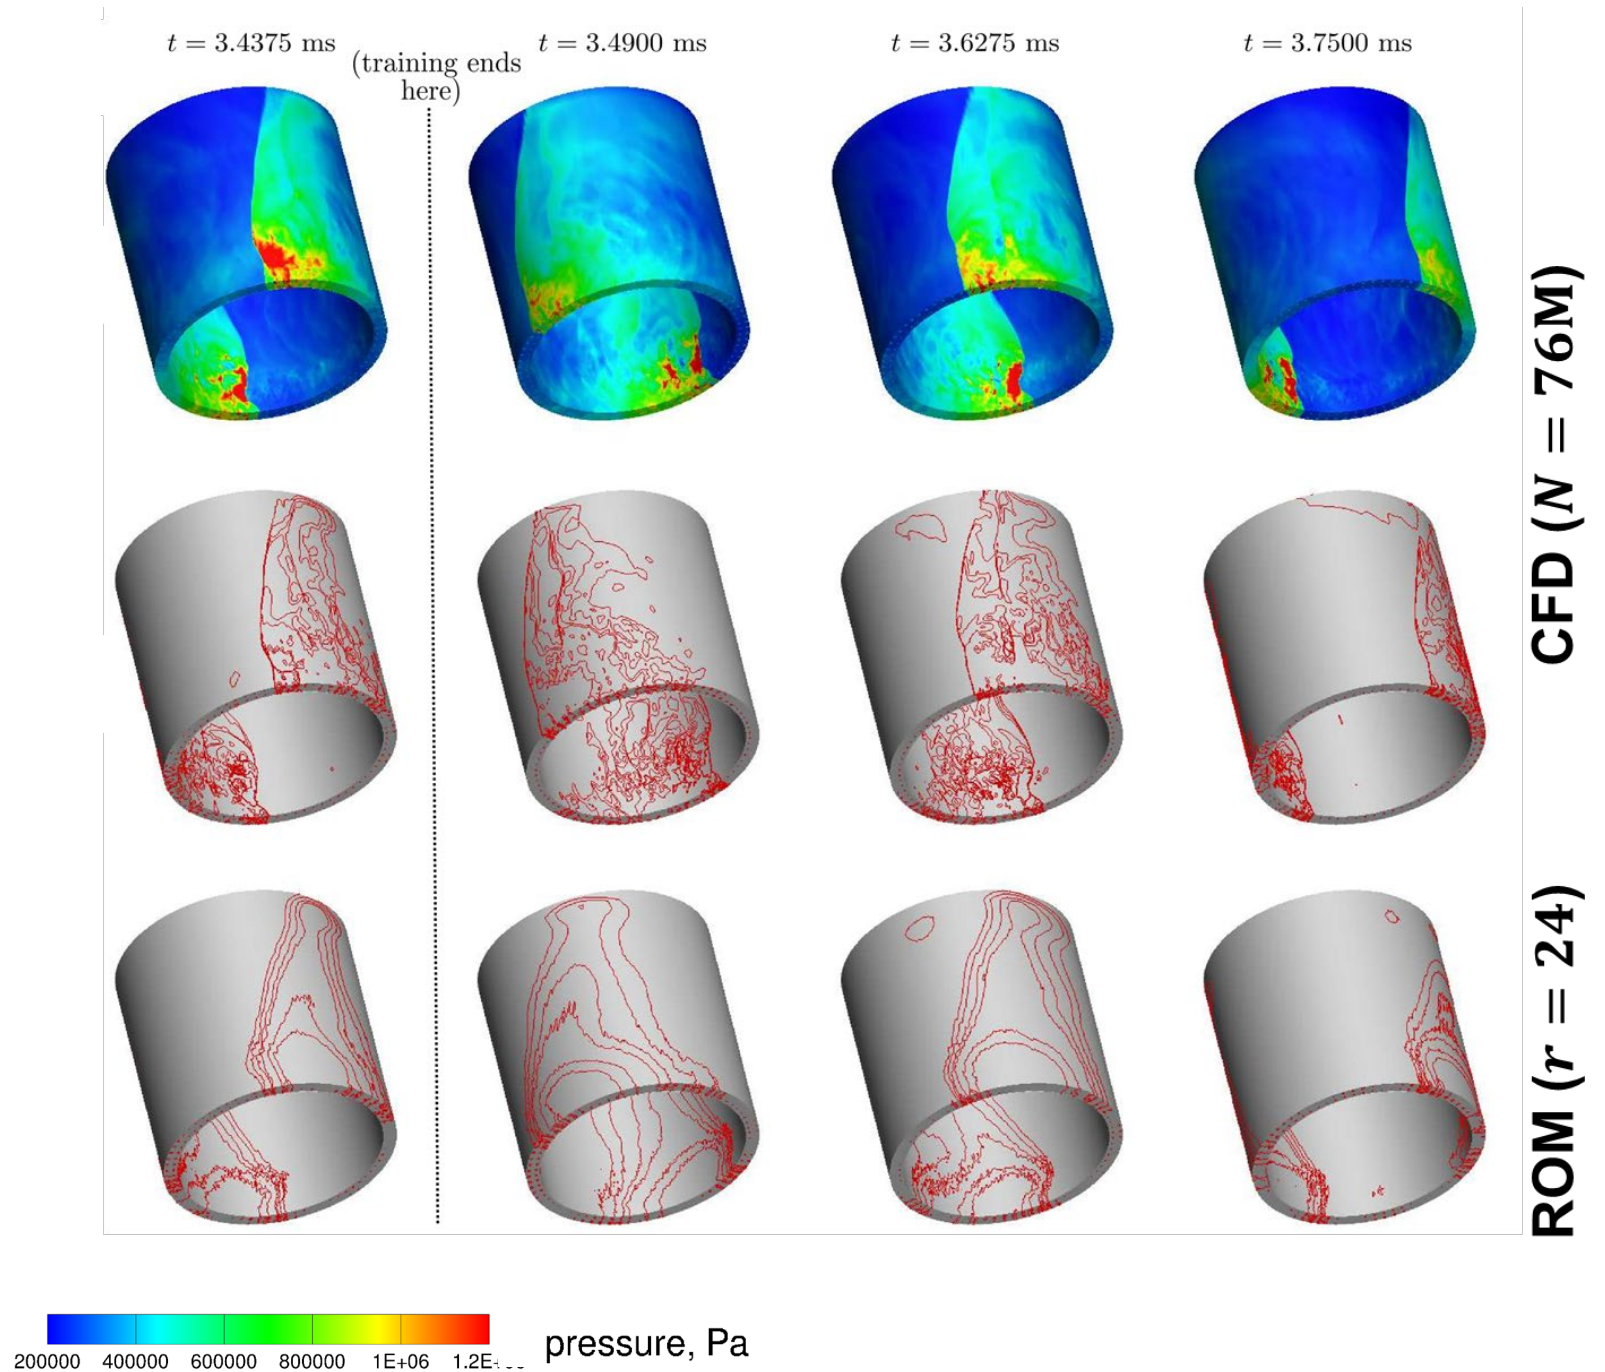 t = 3.4375 ms
(training ends
here)
t = 3.4900 ms
t = 3.6275 ms
t = 3.7500 ms
CFD (N = 76M)
ROM (r = 24)
200000 400000 600000 800000 1E+06
pressure, Pa